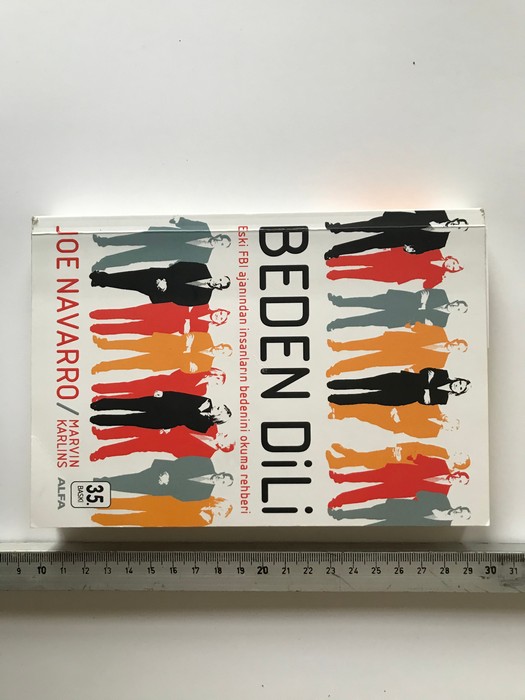 BEDEN DiLi
Eski FBI ajanından insanların bedenini okuma rehberi
JOE NAVARRO / MARVIN
KARLINS
35.
BASKI
ALFA
9 10 11 12 13 14 15 16 17 18 19 20 21 22 23 24 25 26 27 28 29 30 31